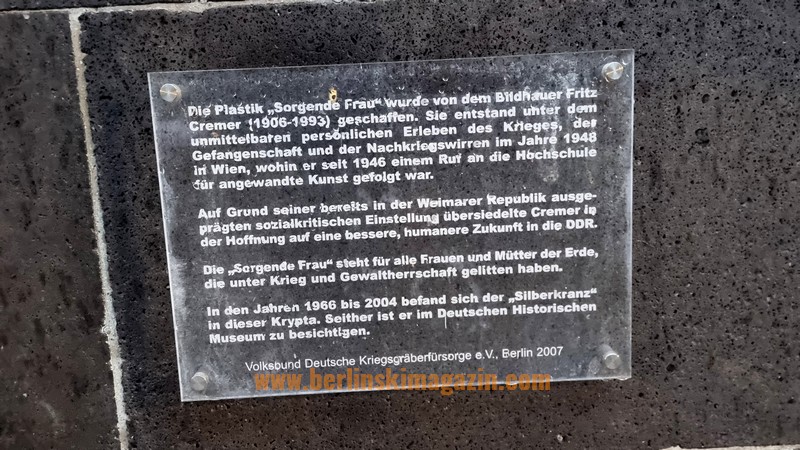 Die Plastik „Sorgende Frau“ wurde von dem Bildhauer Fritz
Cremer (1906-1993) geschaffen. Sie entstand unter dem
unmittelbaren persönlichen Erleben des Krieges, der
Gefangenschaft und der Nachkriegswirren im Jahre 1948
in Wien, wohin er seit 1946 einem Ruf an die Hochschule
für angewandte Kunst gefolgt war.
Auf Grund seiner bereits in der Weimarer Republik ausge-
prägten sozialkritischen Einstellung übersiedelte Cremer in
der Hoffnung auf eine bessere, humanere Zukunft in die DDR.
Die „Sorgende Frau“ steht für alle Frauen und Mütter der Erde,
die unter Krieg und Gewaltherrschaft gelitten haben.
In den Jahren 1966 bis 2004 befand sich der „Silberkranz“
in dieser Krypta. Seither ist er im Deutschen Historischen
Museum zu besichtigen.
Volksbund Deutsche Kriegsgräberfürsorge e.V., Berlin 2007
www.berlinskimagazin.com